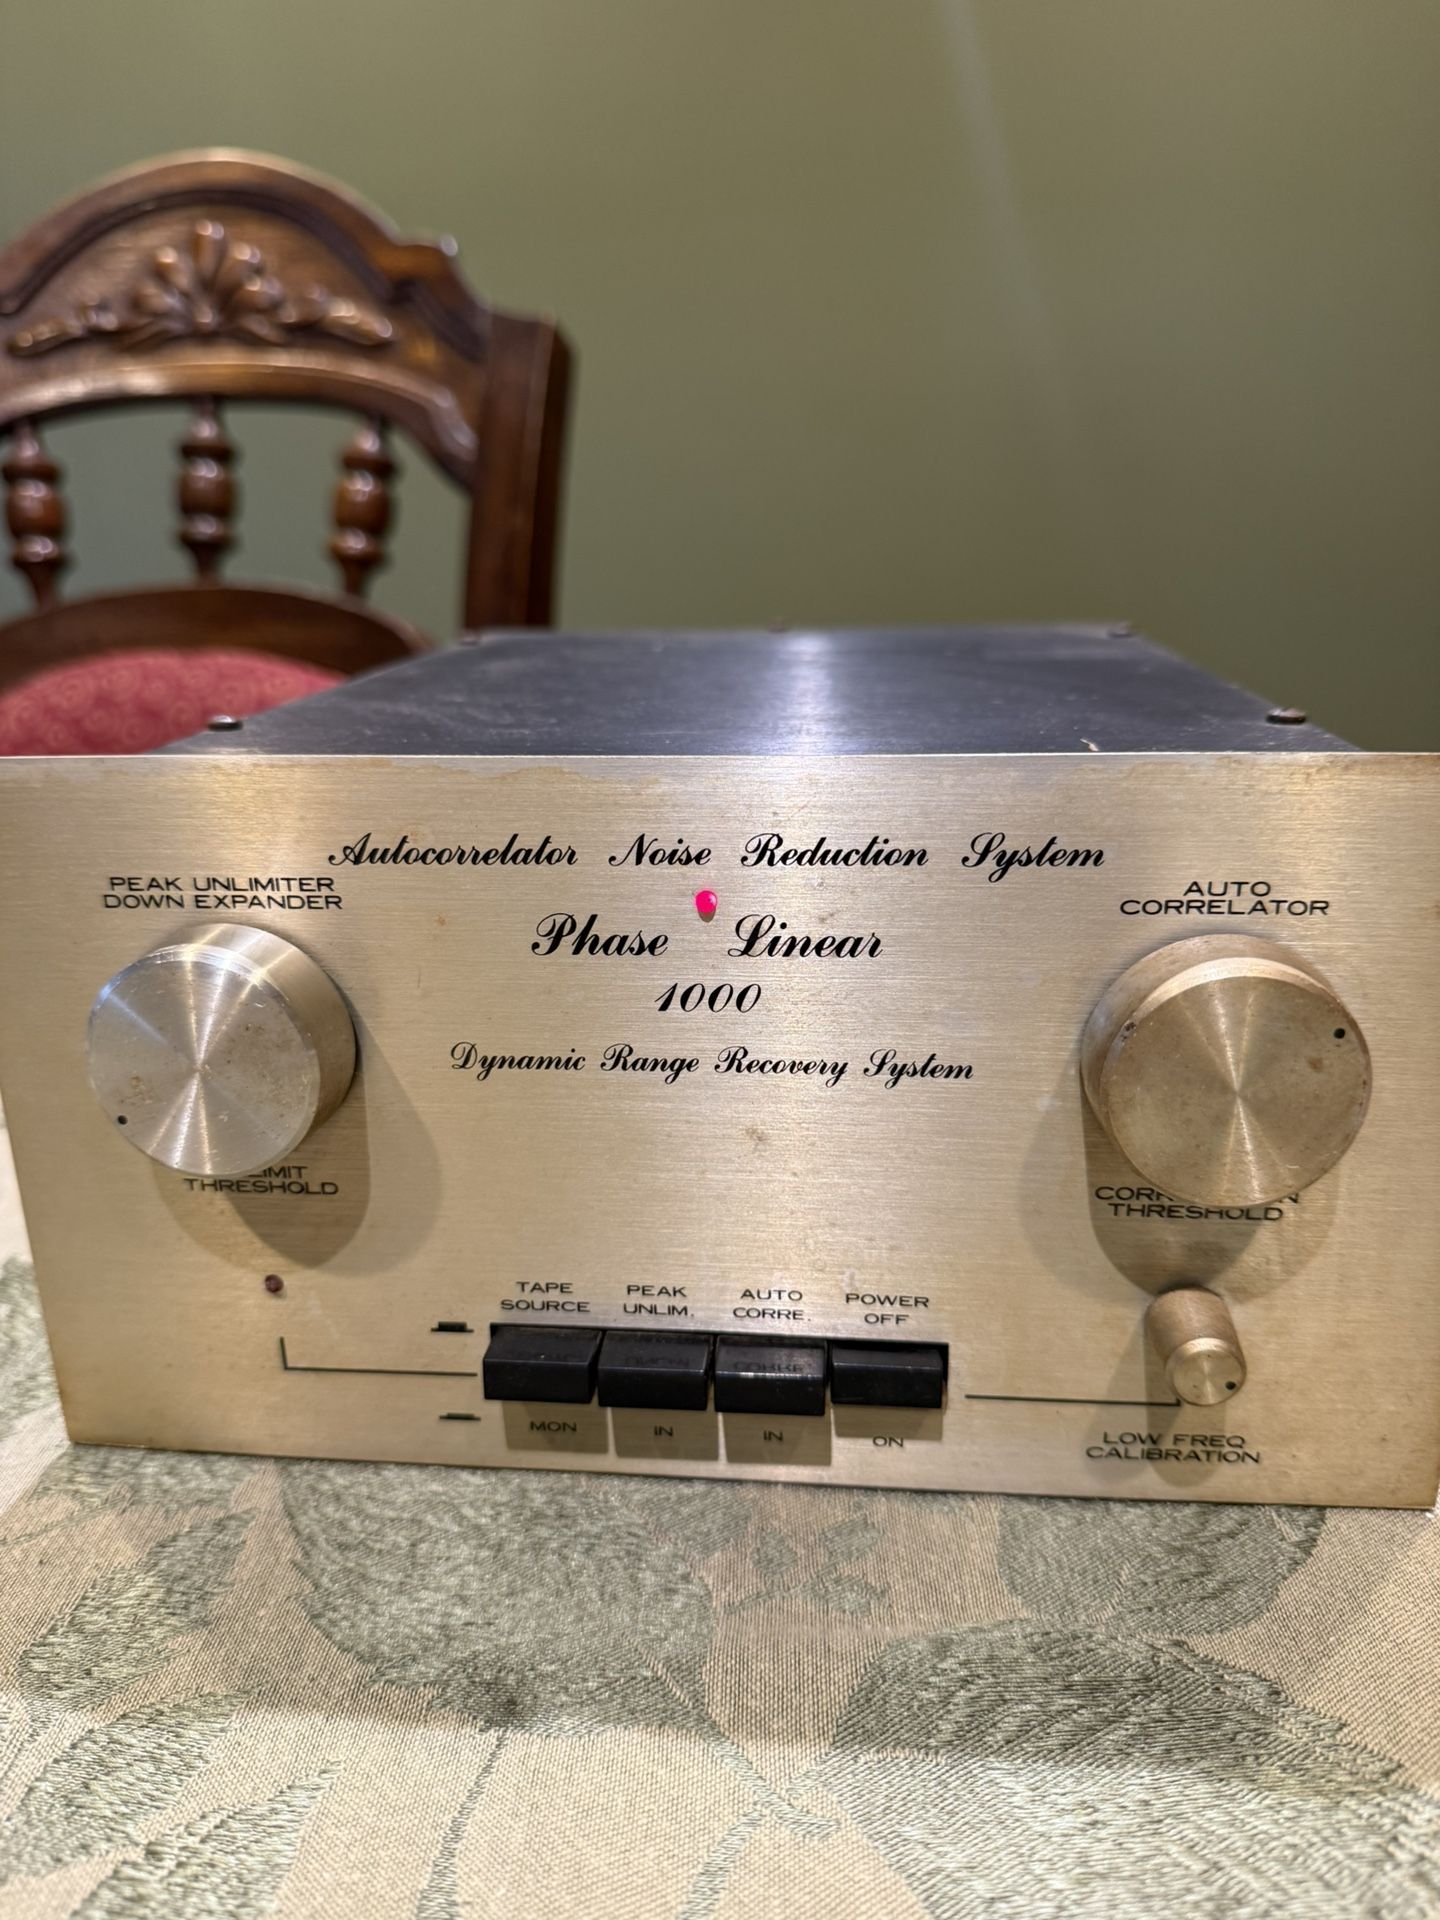 Autocorrelator Noise Reduction System
PEAK UNLIMITER
DOWN EXPANDER
AUTO
CORRELATOR
Phase Linear
1000
Dynamic Range Recovery System
THRESHOLD
THRESHOLD
TAPE
SOURCE
PEAK
UNLIM.
AUTO
CORRE.
POWER
OFF
MON
IN
IN
ON
LOW FREQ
CALIBRATION